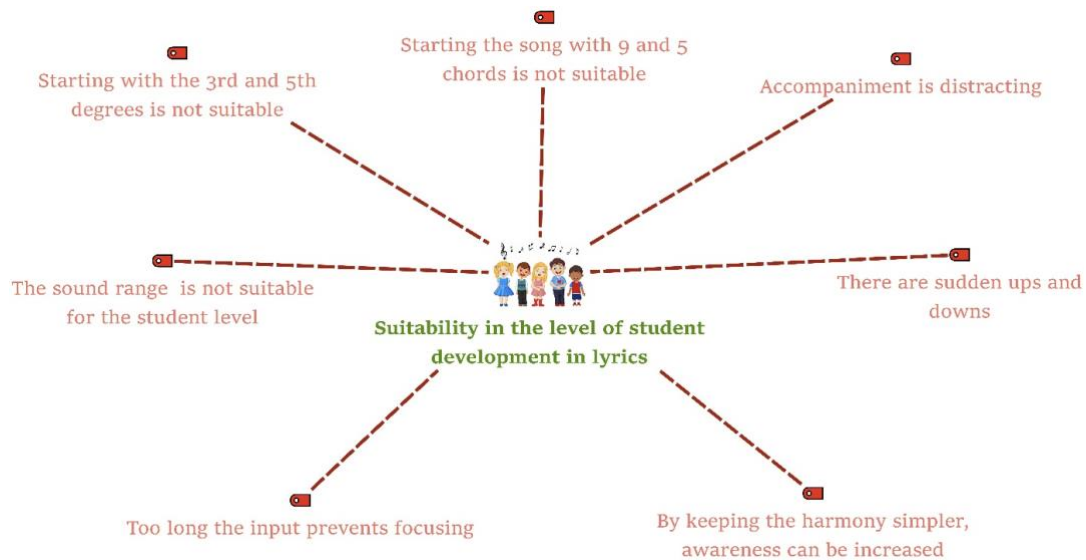 Starting the song with 9 and 5
chords is not suitable
Starting with the 3rd and 5th
degrees is not suitable
Accompaniment is distracting
The sound range is not suitable
for the student level
There are sudden ups and
downs
Suitability in the level of student
development in lyrics
Too long the input prevents focusing
By keeping the harmony simpler,
awareness can be increased